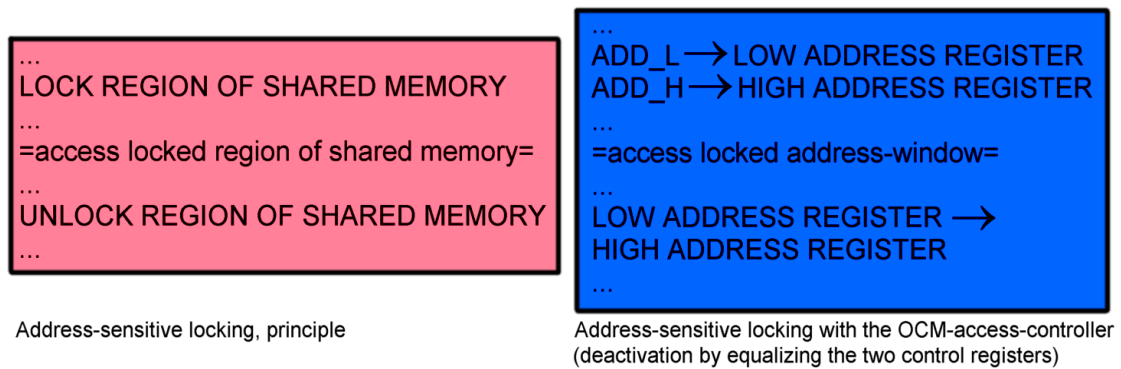 ...
LOCK REGION OF SHARED MEMORY
...
=access locked region of shared memory=
...
UNLOCK REGION OF SHARED MEMORY
...
Address-sensitive locking, principle
...
ADD_L → LOW ADDRESS REGISTER
ADD_H → HIGH ADDRESS REGISTER
...
=access locked address-window=
...
LOW ADDRESS REGISTER →
HIGH ADDRESS REGISTER
...
Address-sensitive locking with the OCM-access-controller
(deactivation by equalizing the two control registers)